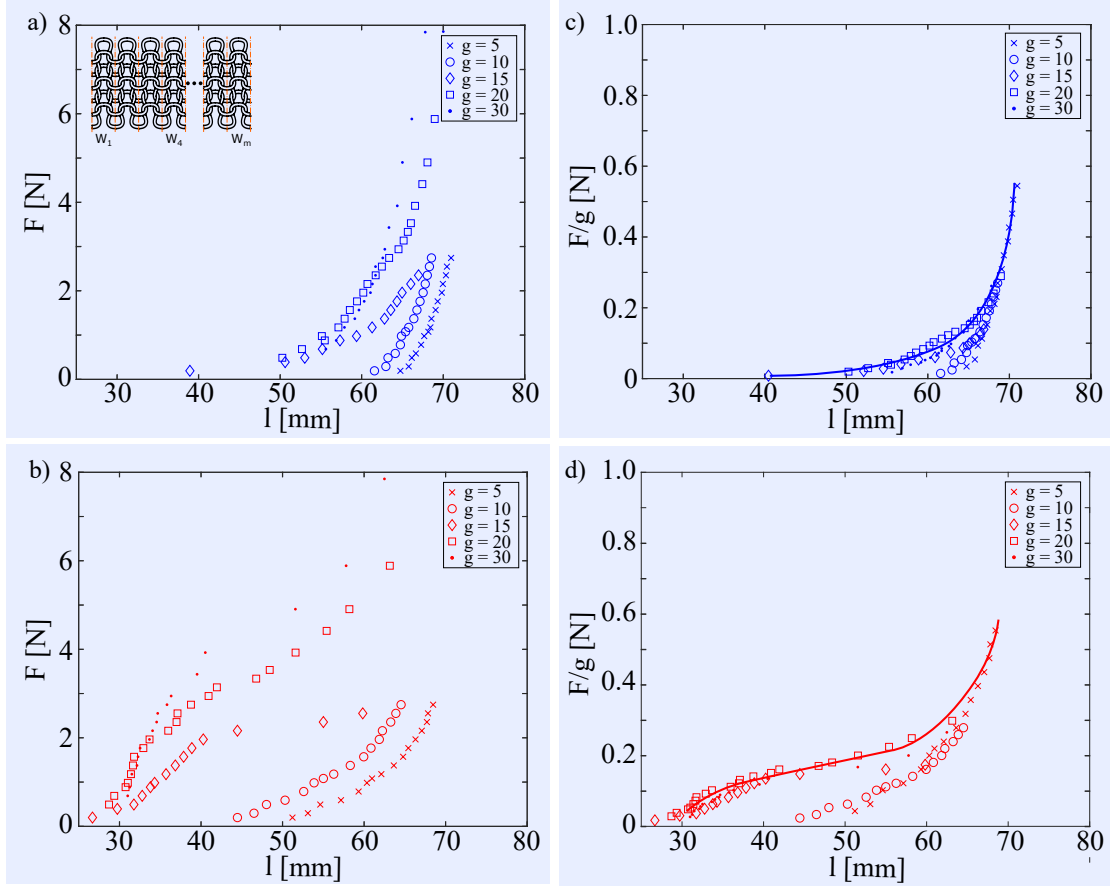 a)
8
6
4
2
0
F [N]
W1 W4 Wm
g = 5
g = 10
g = 15
g = 20
g = 30
30 40 50 60 70 80
l [mm]
c)
1.0
0.8
0.6
0.4
0.2
0
F/g [N]
g = 5
g = 10
g = 15
g = 20
g = 30
30 40 50 60 70 80
l [mm]
b)
8
6
4
2
0
F [N]
g = 5
g = 10
g = 15
g = 20
g = 30
30 40 50 60 70 80
l [mm]
d)
1.0
0.8
0.6
0.4
0.2
0
F/g [N]
g = 5
g = 10
g = 15
g = 20
g = 30
30 40 50 60 70 80
l [mm]